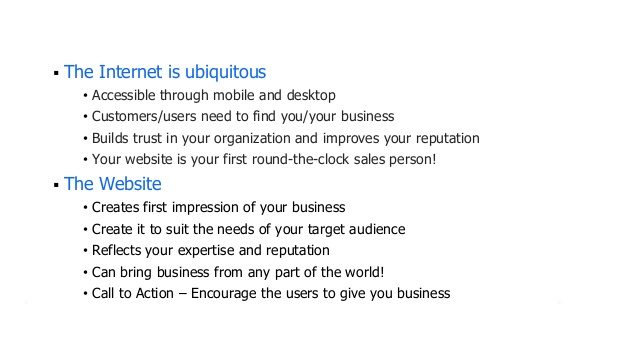 ▪ The Internet is ubiquitous
• Accessible through mobile and desktop
• Customers/users need to find you/your business
• Builds trust in your organization and improves your reputation
• Your website is your first round-the-clock sales person!
▪ The Website
• Creates first impression of your business
• Create it to suit the needs of your target audience
• Reflects your expertise and reputation
• Can bring business from any part of the world!
• Call to Action – Encourage the users to give you business